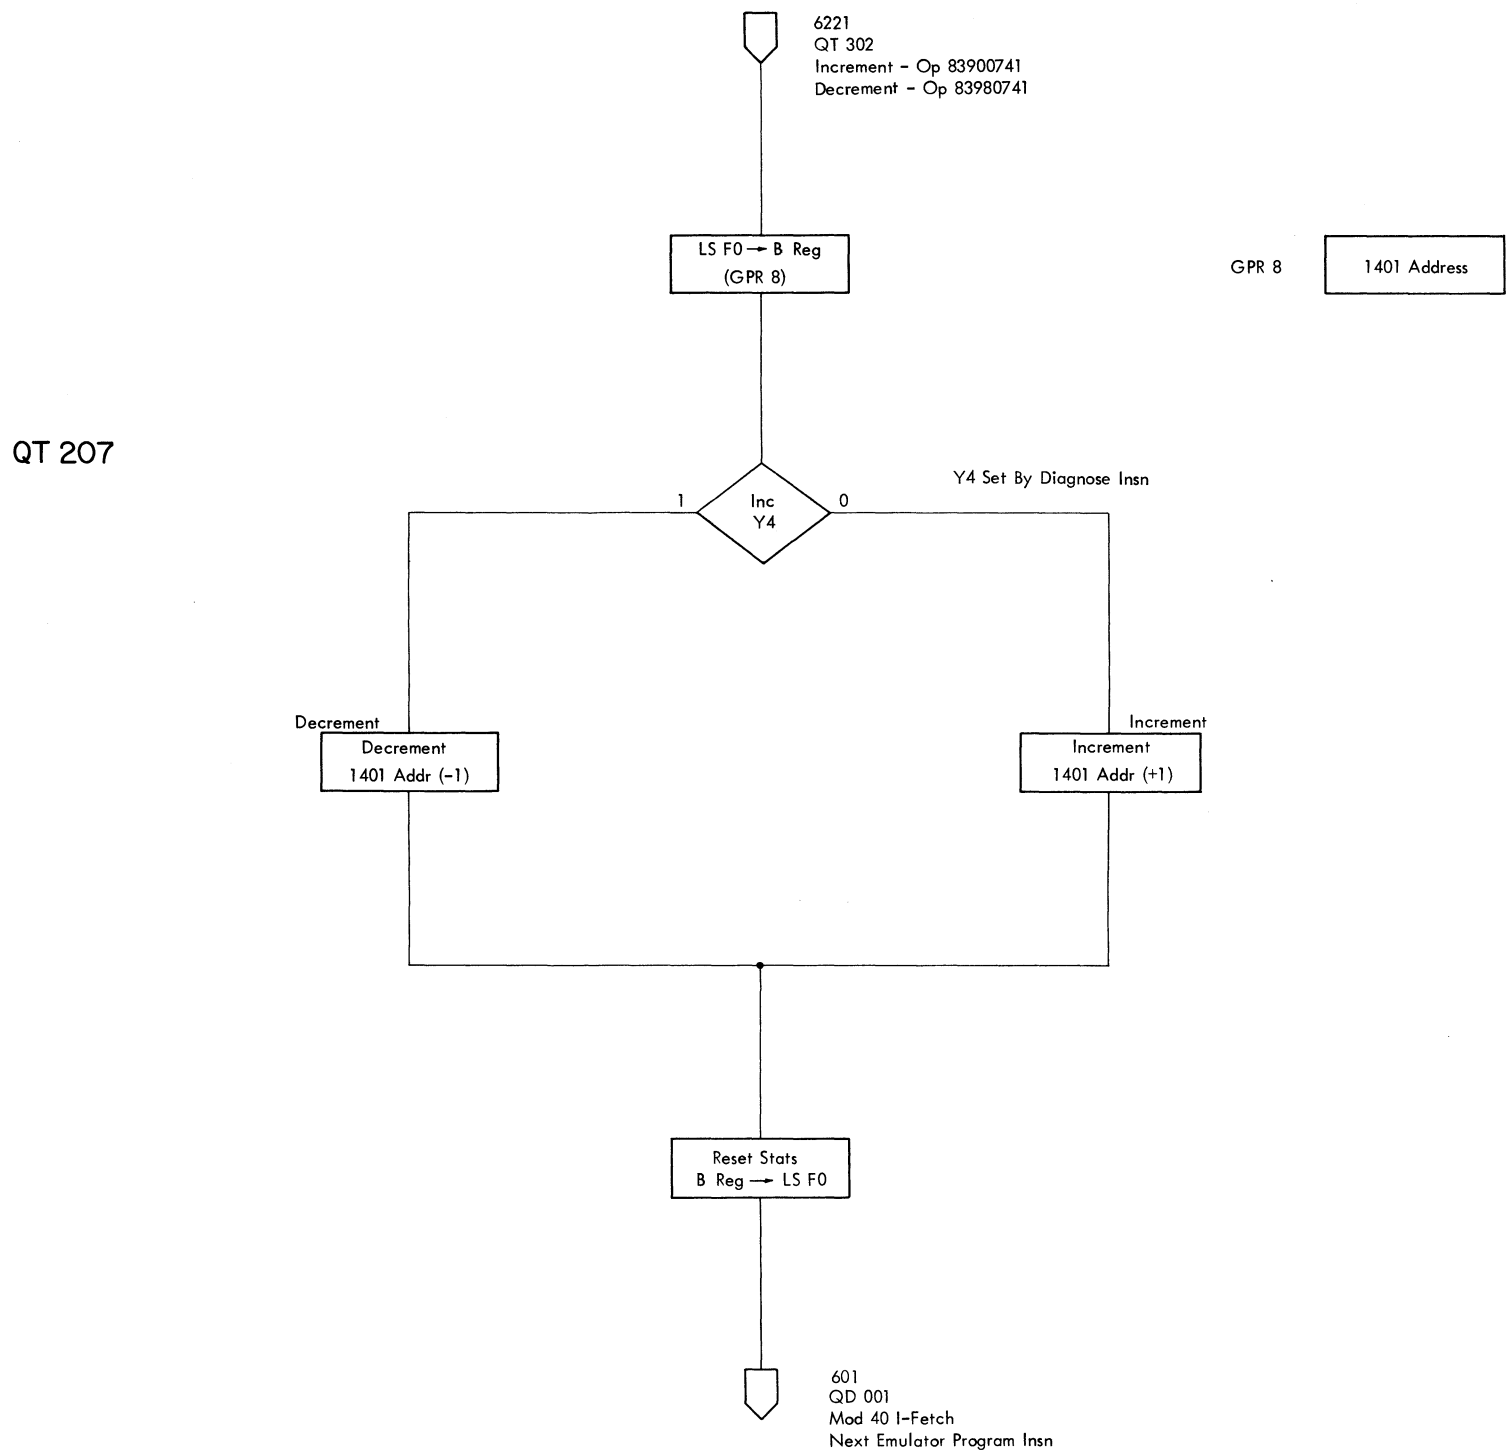 6221
QT 302
Increment - Op 83900741
Decrement - Op 83980741
LS F0 → B Reg
(GPR 8)
GPR 8
1401 Address
QT 207
Y4 Set By Diagnose Insn
1
Inc
Y4
0
Decrement
Decrement
1401 Addr (-1)
Increment
Increment
1401 Addr (+1)
Reset Stats
B Reg → LS F0
601
QD 001
Mod 40 I-Fetch
Next Emulator Program Insn